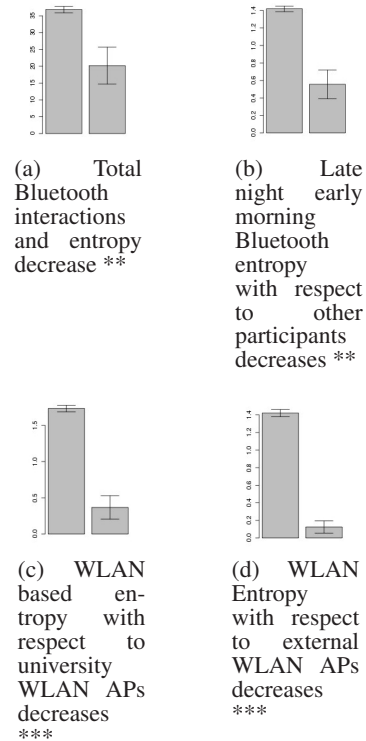 0 5 10 15 20 25 30 35
0.0 0.2 0.4 0.6 0.8 1.0 1.2 1.4
(a) Total
Bluetooth
interactions
and entropy
decrease **
(b) Late
night early
morning
Bluetooth
entropy
with respect
to other
participants
decreases **
0.0 0.5 1.0 1.5
0.0 0.2 0.4 0.6 0.8 1.0 1.2 1.4
(c) WLAN
based en-
tropy with
respect to
university
WLAN APs
decreases
***
(d) WLAN
Entropy
with respect
to external
WLAN APs
decreases
***